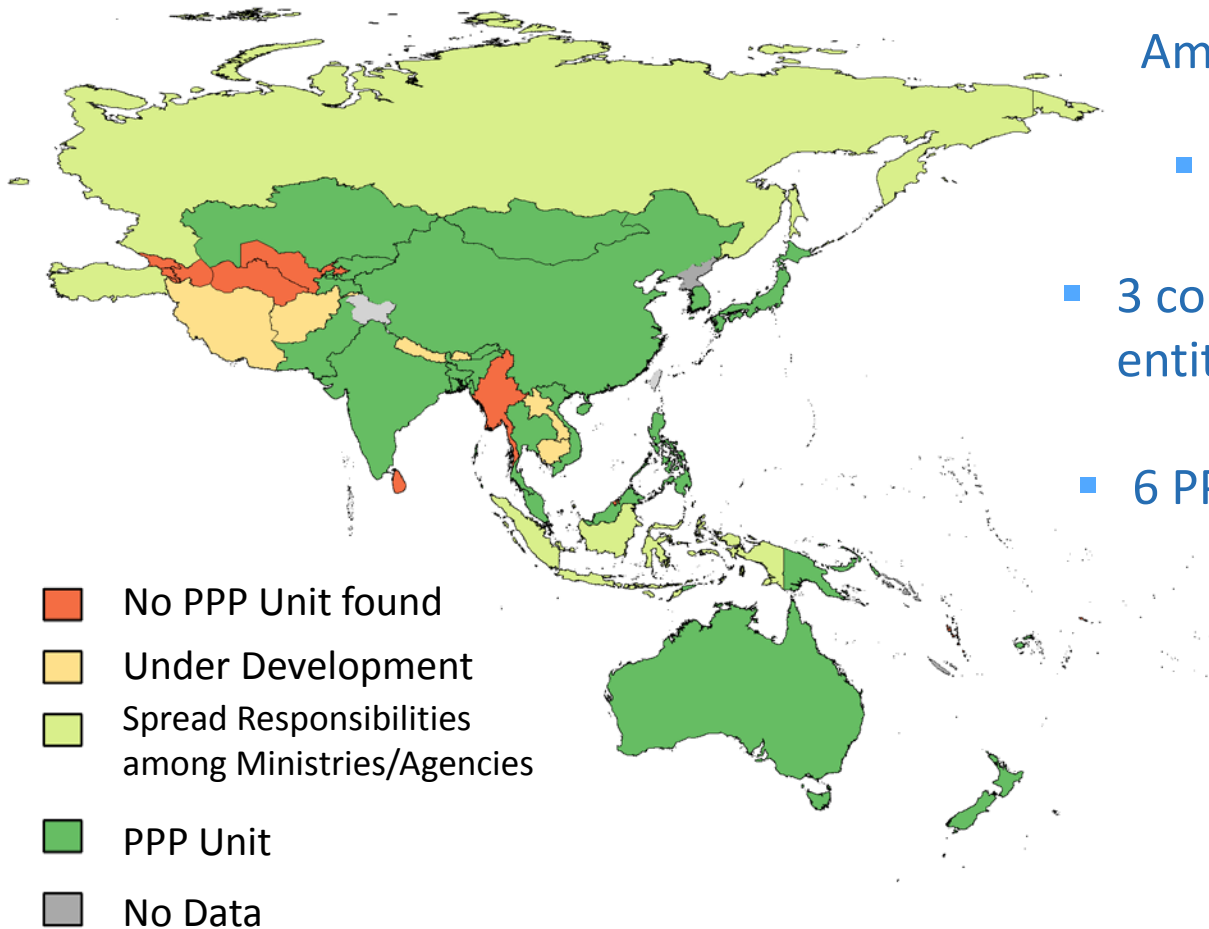 Am
3 co
entit
6 PP
No PPP Unit found
Under Development
Spread Responsibilities
among Ministries/Agencies
PPP Unit
No Data